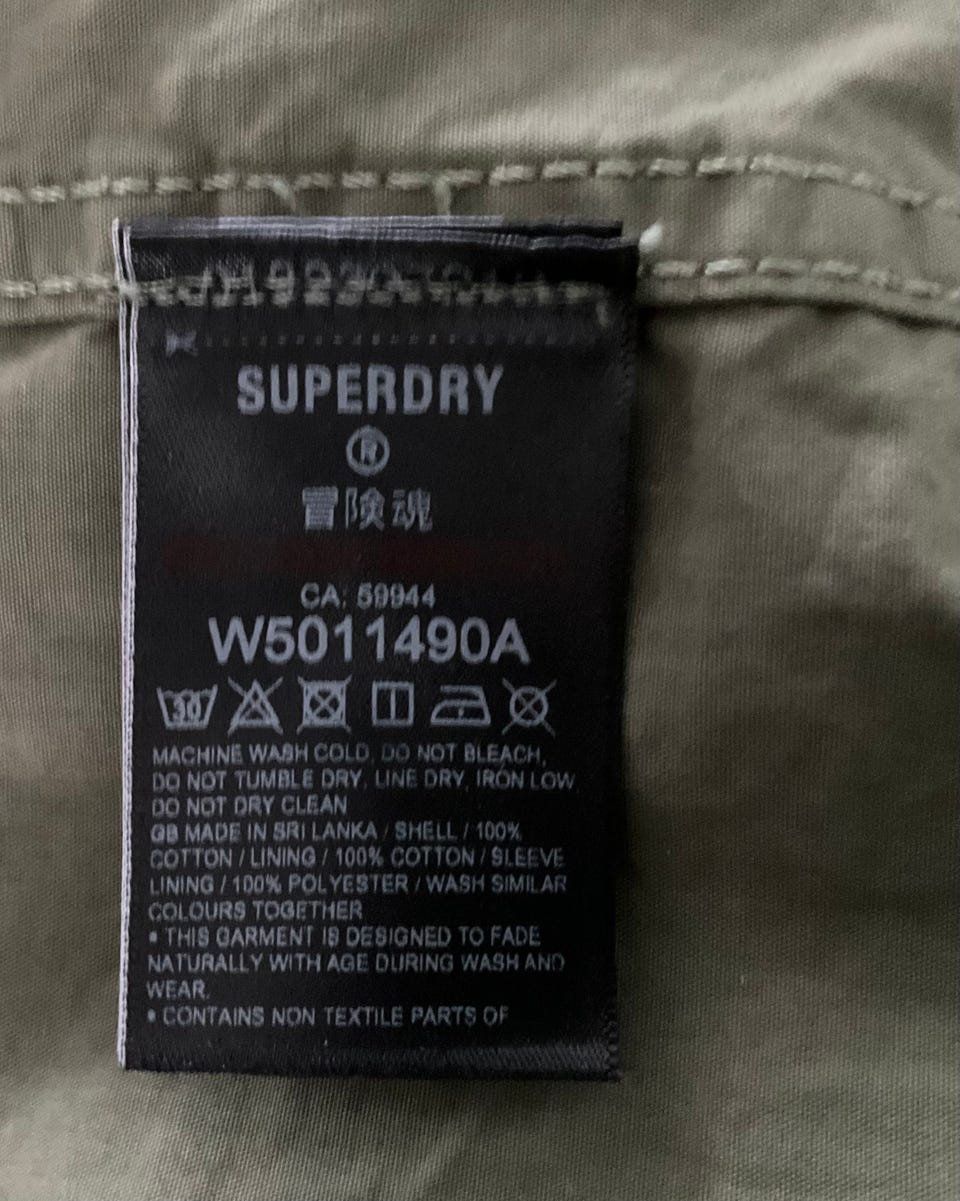 SUPERDRY
®
冒険魂
CA: 59944
W5011490A
30
MACHINE WASH COLD, DO NOT BLEACH,
DO NOT TUMBLE DRY, LINE DRY, IRON LOW
DO NOT DRY CLEAN
GB MADE IN SRI LANKA / SHELL / 100%
COTTON / LINING / 100% COTTON / SLEEVE
LINING / 100% POLYESTER / WASH SIMILAR
COLOURS TOGETHER
* THIS GARMENT IS DESIGNED TO FADE
NATURALLY WITH AGE DURING WASH AND
WEAR.
* CONTAINS NON TEXTILE PARTS OF